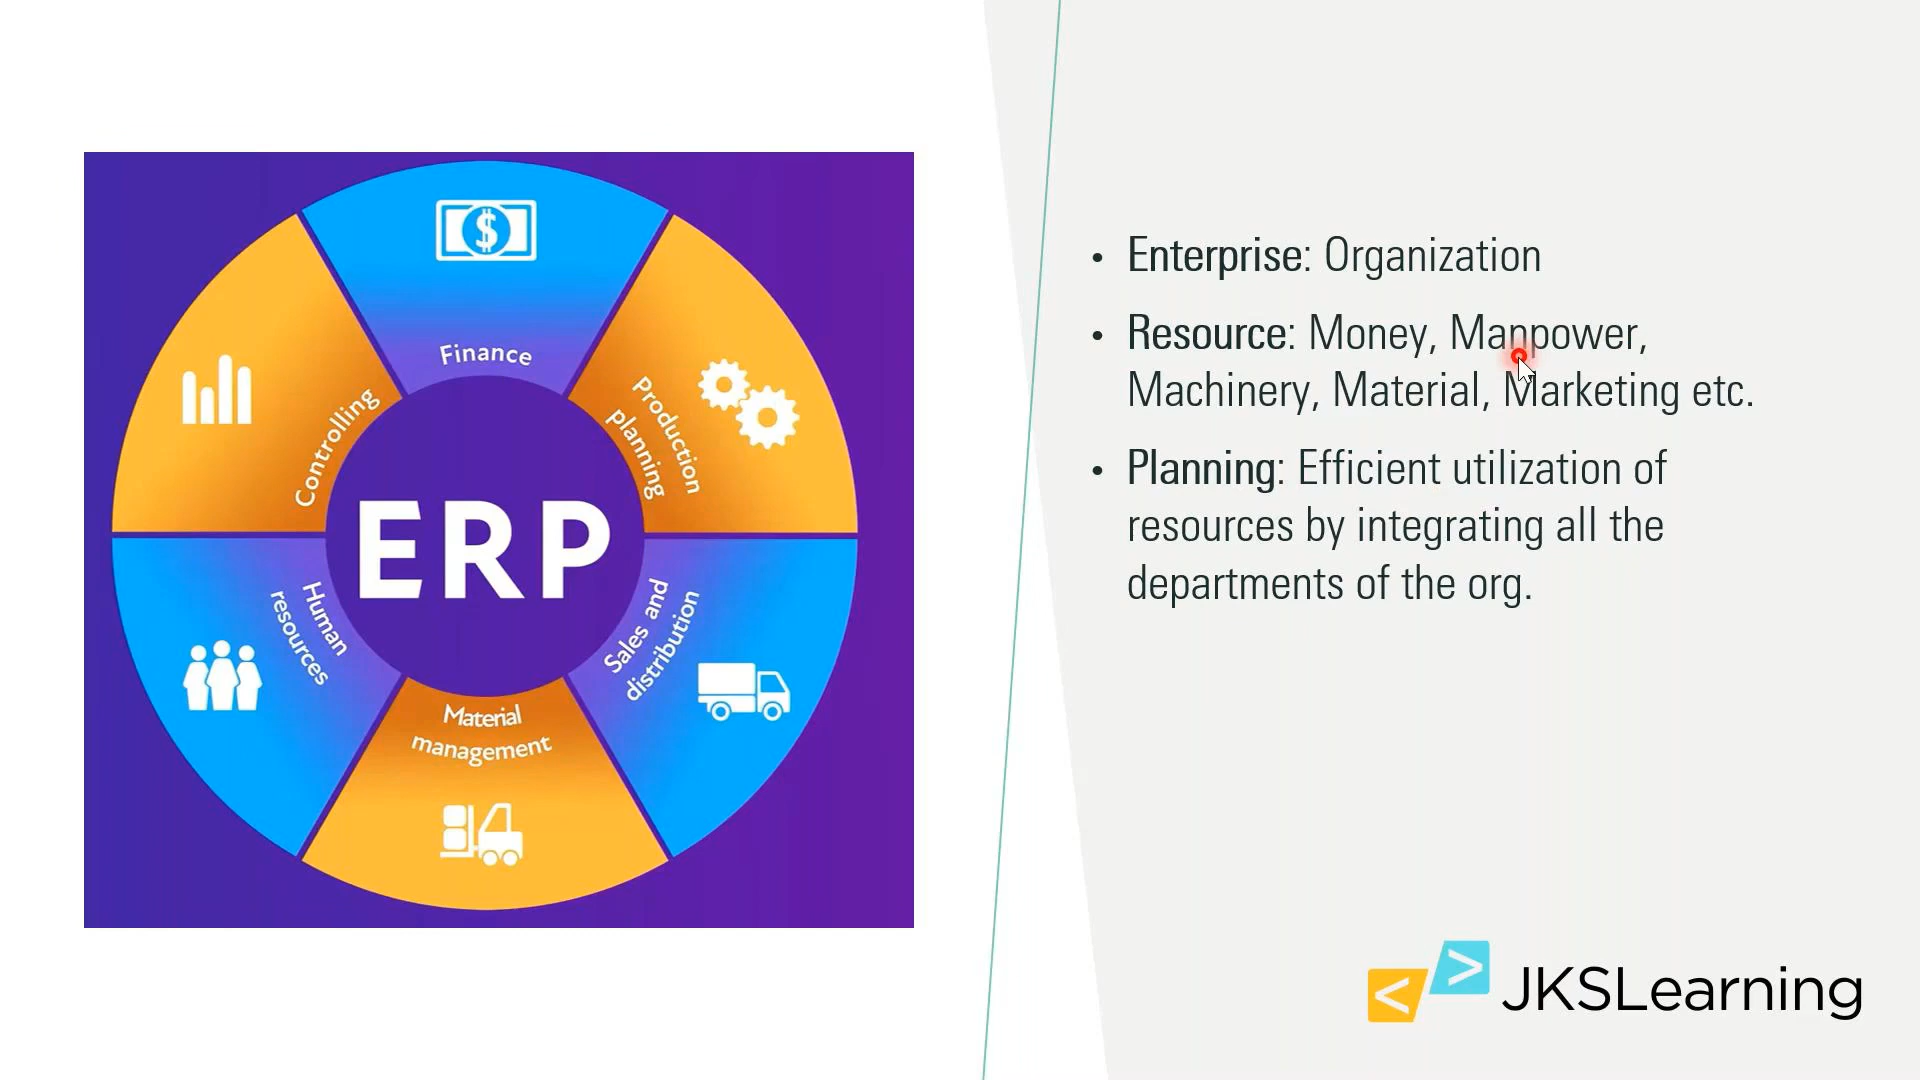 Finance
Production
planning
Controlling
ERP
Human
resources
Sales and
distribution
Material
management
• Enterprise: Organization
• Resource: Money, Manpower,
Machinery, Material, Marketing etc.
• Planning: Efficient utilization of
resources by integrating all the
departments of the org.
< > JKSLearning